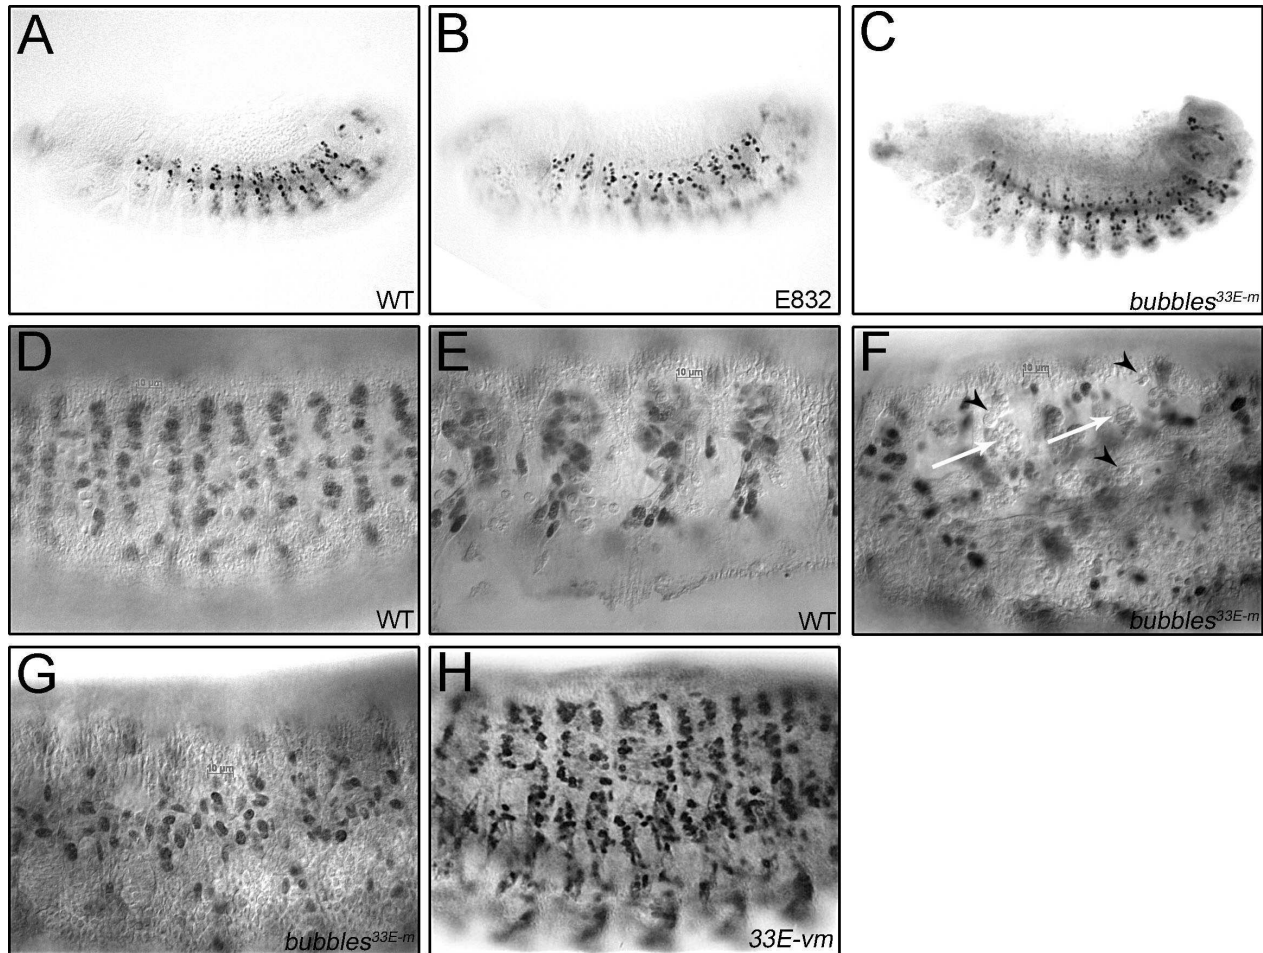 A
WT
B
E832
C
bubbles33E-m
D
10 μm
WT
E
10 μm
WT
F
10 μm
bubbles33E-m
G
10 μm
bubbles33E-m
H
33E-vm